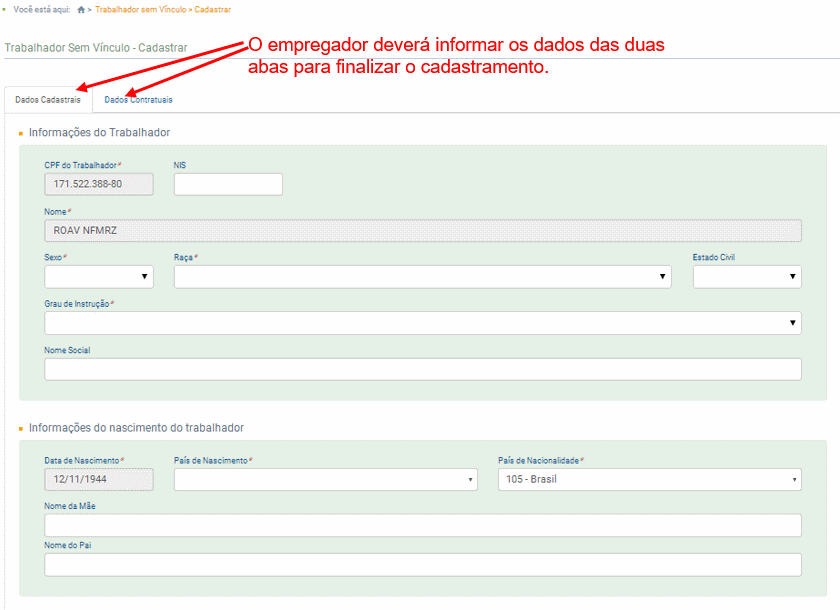 Você está aqui: > Trabalhador sem Vínculo > Cadastrar
Trabalhador Sem Vínculo - Cadastrar
O empregador deverá informar os dados das duas
abas para finalizar o cadastramento.
Dados Cadastrais Dados Contratuais
Informações do Trabalhador
CPF do Trabalhador* NIS
171.522.388-80
Nome*
ROAV NFMRZ
Sexo* Raça* Estado Civil
Grau de Instrução*
Nome Social
Informações do nascimento do trabalhador
Data de Nascimento* País de Nascimento* País de Nacionalidade*
12/11/1944 105 - Brasil
Nome da Mãe
Nome do Pai